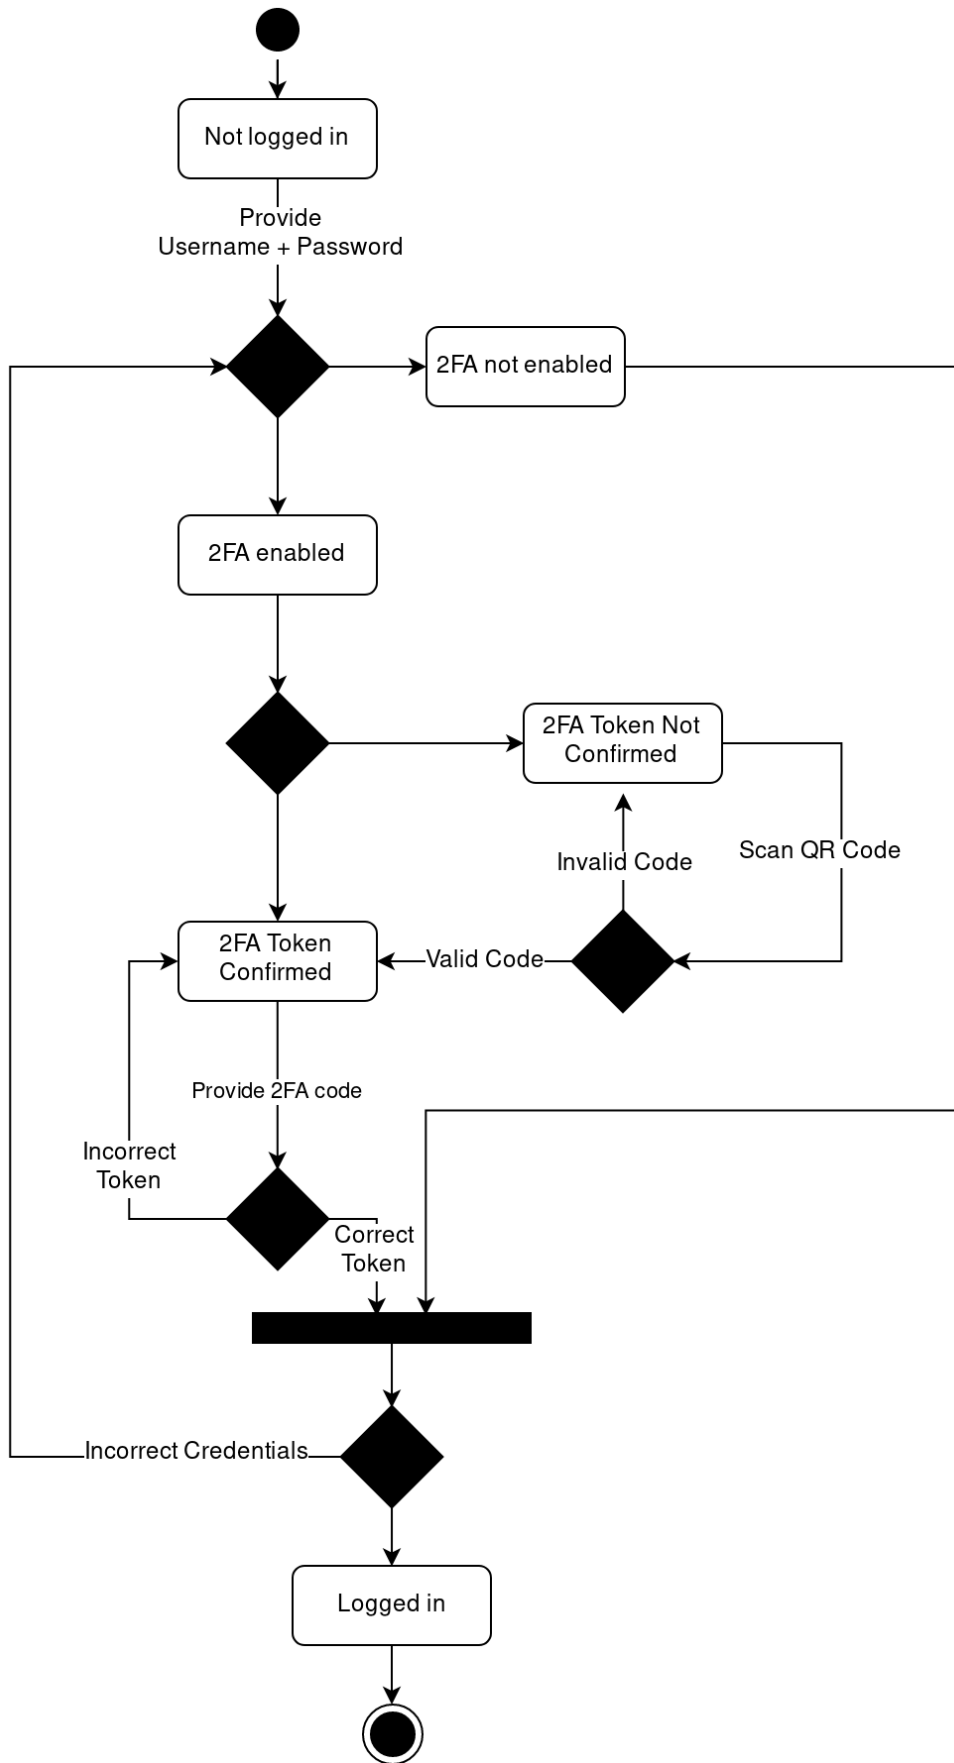 Not logged in
Provide
Username + Password
2FA not enabled
2FA enabled
2FA Token Not
Confirmed
Invalid Code
Scan QR Code
2FA Token
Confirmed
Valid Code
Provide 2FA code
Incorrect
Token
Correct
Token
Incorrect Credentials
Logged in